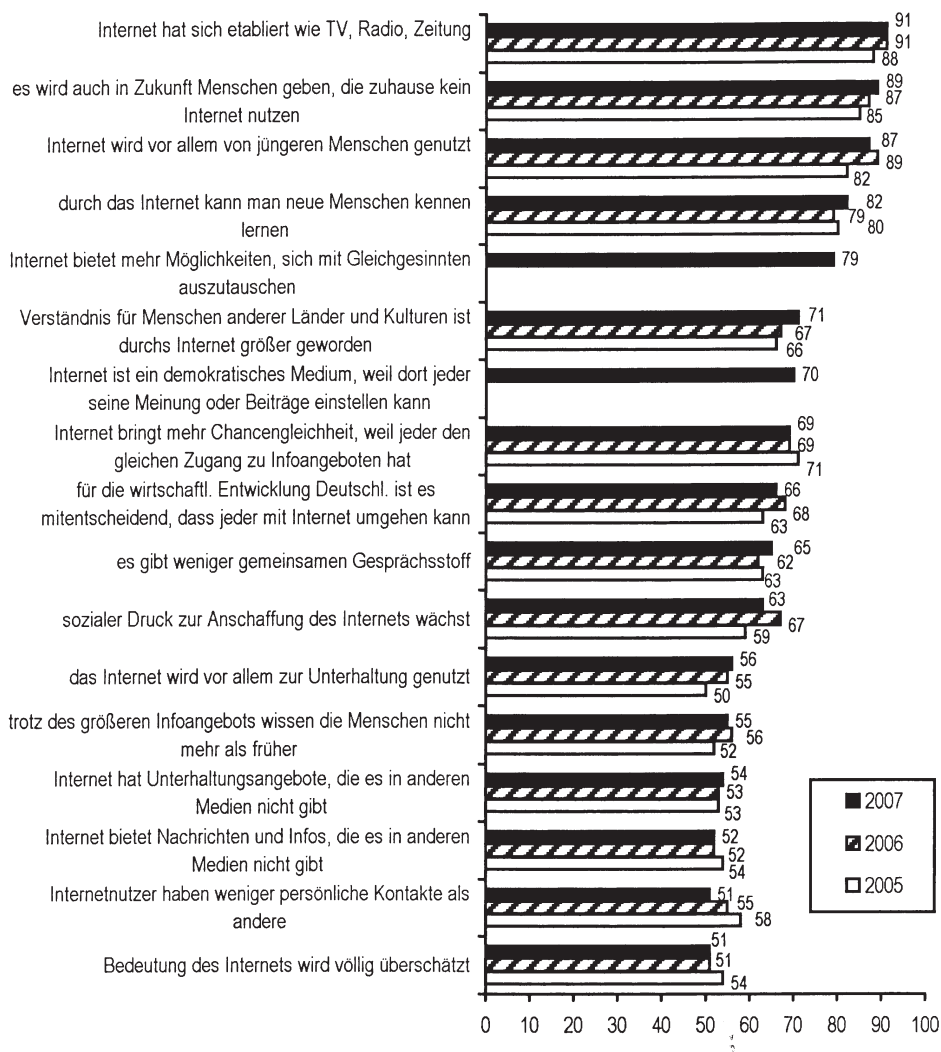 Internet hat sich etabliert wie TV, Radio, Zeitung
91
91
88
es wird auch in Zukunft Menschen geben, die zuhause kein
Internet nutzen
89
87
85
Internet wird vor allem von jüngeren Menschen genutzt
87
89
82
durch das Internet kann man neue Menschen kennen
lernen
82
79
80
Internet bietet mehr Möglichkeiten, sich mit Gleichgesinnten
auszutauschen
79
Verständnis für Menschen anderer Länder und Kulturen ist
durchs Internet größer geworden
71
67
66
Internet ist ein demokratisches Medium, weil dort jeder
seine Meinung oder Beiträge einstellen kann
70
Internet bringt mehr Chancengleichheit, weil jeder den
gleichen Zugang zu Infoangeboten hat
69
69
71
für die wirtschaftl. Entwicklung Deutschl. ist es
mitentscheidend, dass jeder mit Internet umgehen kann
66
68
63
es gibt weniger gemeinsamen Gesprächsstoff
65
62
63
sozialer Druck zur Anschaffung des Internets wächst
63
67
59
das Internet wird vor allem zur Unterhaltung genutzt
56
55
50
trotz des größeren Infoangebots wissen die Menschen nicht
mehr als früher
55
56
52
Internet hat Unterhaltungsangebote, die es in anderen
Medien nicht gibt
54
53
53
Internet bietet Nachrichten und Infos, die es in anderen
Medien nicht gibt
52
52
54
Internetnutzer haben weniger persönliche Kontakte als
andere
51
55
58
Bedeutung des Internets wird völlig überschätzt
51
51
54
2007
2006
2005
0 10 20 30 40 50 60 70 80 90 100